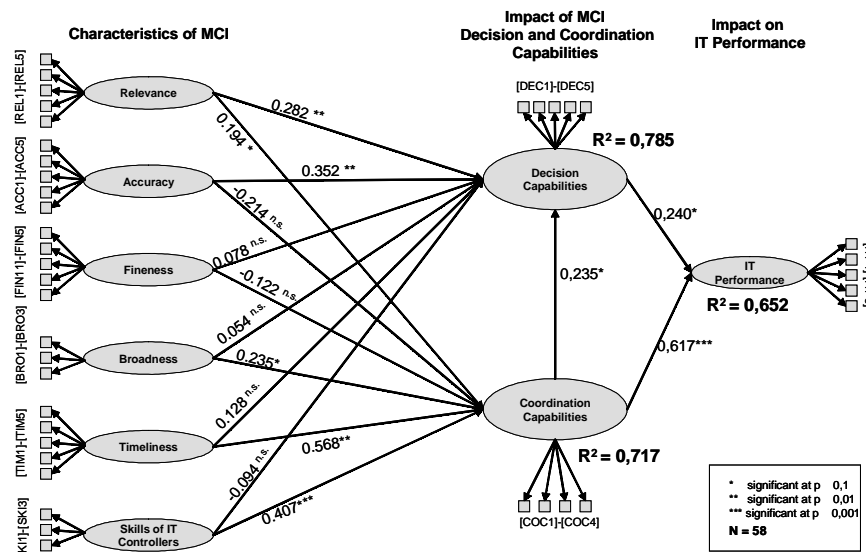 Characteristics of MCI
Impact of MCI
Decision and Coordination
Capabilities
Impact on
IT Performance
[REL1]-[REL5]
Relevance
0.282 **
0.194 *
[ACC1]-[ACC5]
Accuracy
0.352 **
-0.214 n.s.
[FIN11]-[FIN5]
Fineness
0.078 n.s.
-0.122 n.s.
[BRO1]-[BRO3]
Broadness
0.054 n.s.
0.235*
[TIM1]-[TIM5]
Timeliness
0.128 n.s.
0.568**
KI1]-[SKI3]
Skills of IT
Controllers
-0.094 n.s.
0.407***
[DEC1]-[DEC5]
R² = 0,785
Decision
Capabilities
0,240*
0,235*
IT
Performance
R² = 0,652
0,617***
Coordination
Capabilities
R² = 0,717
[COC1]-[COC4]
* significant at p 0,1
** significant at p 0,01
*** significant at p 0,001
N = 58